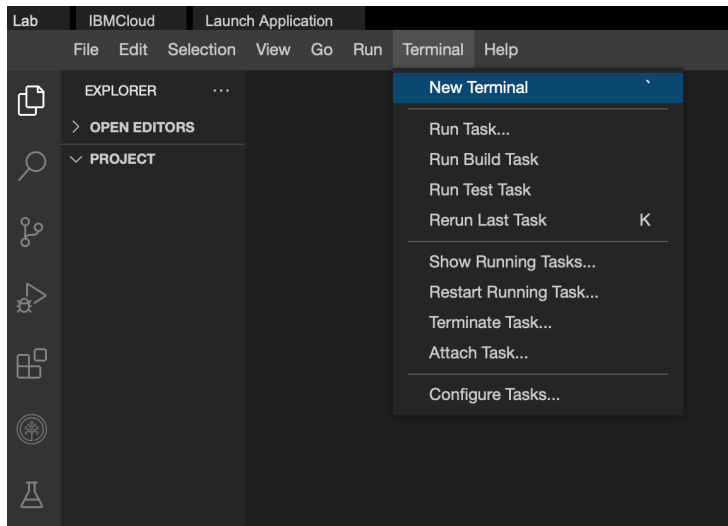 Lab IBMCloud Launch Application
File Edit Selection View Go Run Terminal Help
EXPLORER ...
OPEN EDITORS
PROJECT
New Terminal `
Run Task...
Run Build Task
Run Test Task
Rerun Last Task K
Show Running Tasks...
Restart Running Task...
Terminate Task...
Attach Task...
Configure Tasks...